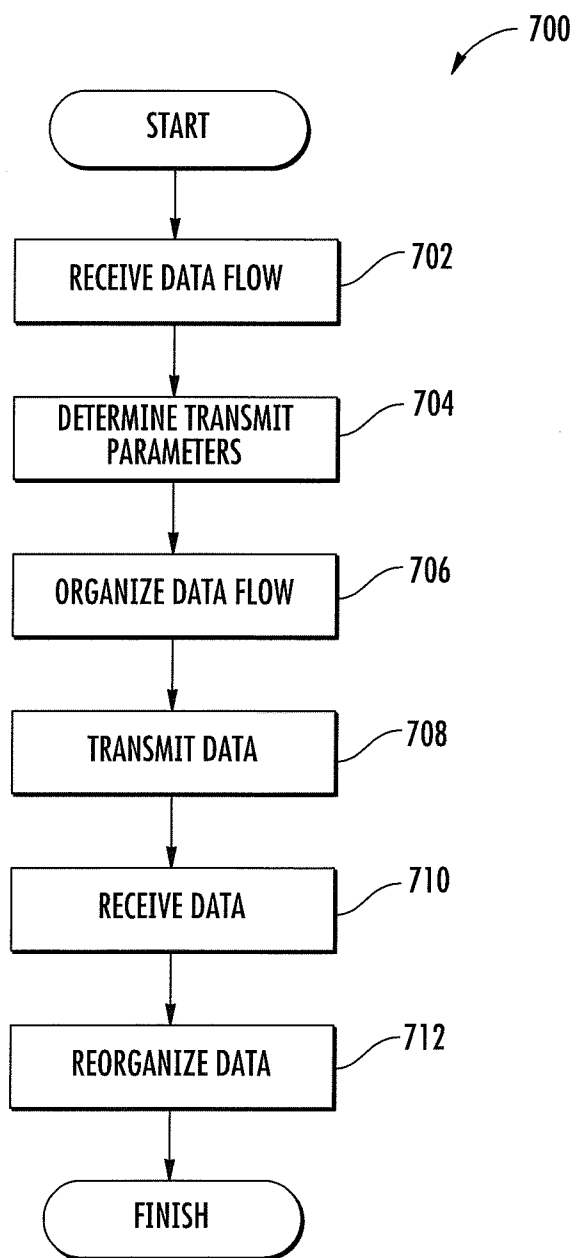 700
START
RECEIVE DATA FLOW
702
DETERMINE TRANSMIT
PARAMETERS
704
ORGANIZE DATA FLOW
706
TRANSMIT DATA
708
RECEIVE DATA
710
REORGANIZE DATA
712
FINISH